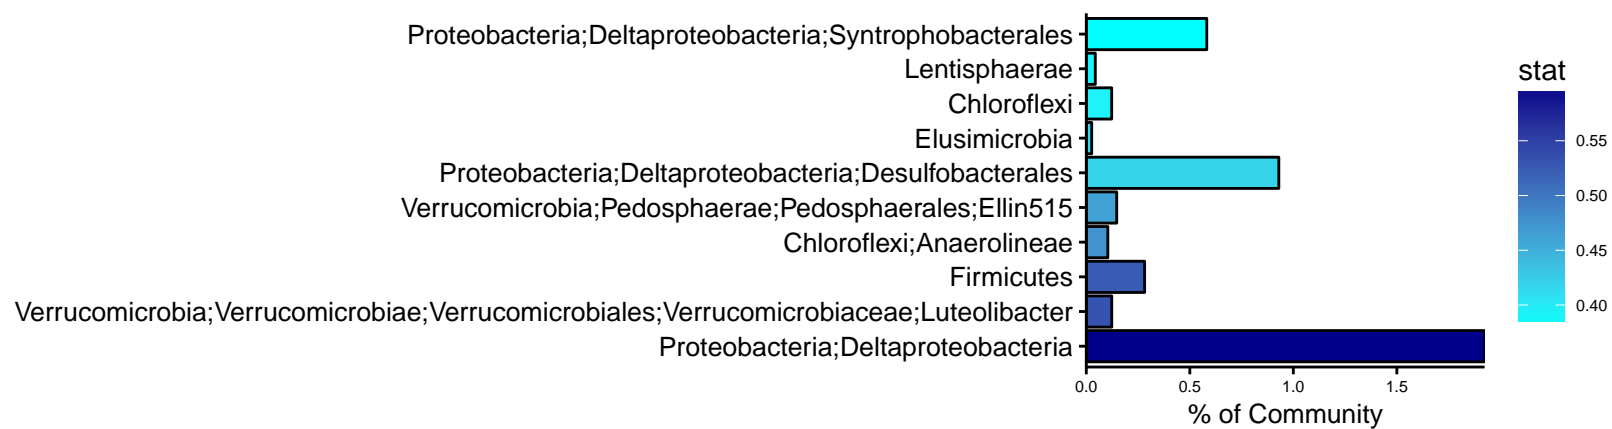 Proteobacteria;Deltaproteobacteria;Syntrophobacterales
Lentisphaerae
Chloroflexi
Elusimicrobia
Proteobacteria;Deltaproteobacteria;Desulfobacterales
Verrucomicrobia;Pedosphaerae;Pedosphaerales;Ellin515
Chloroflexi;Anaerolineae
Firmicutes
Verrucomicrobia;Verrucomicrobiae;Verrucomicrobiales;Verrucomicrobiaceae;Luteolibacter
Proteobacteria;Deltaproteobacteria
0.0 0.5 1.0 1.5
% of Community
stat
0.55
0.50
0.45
0.40